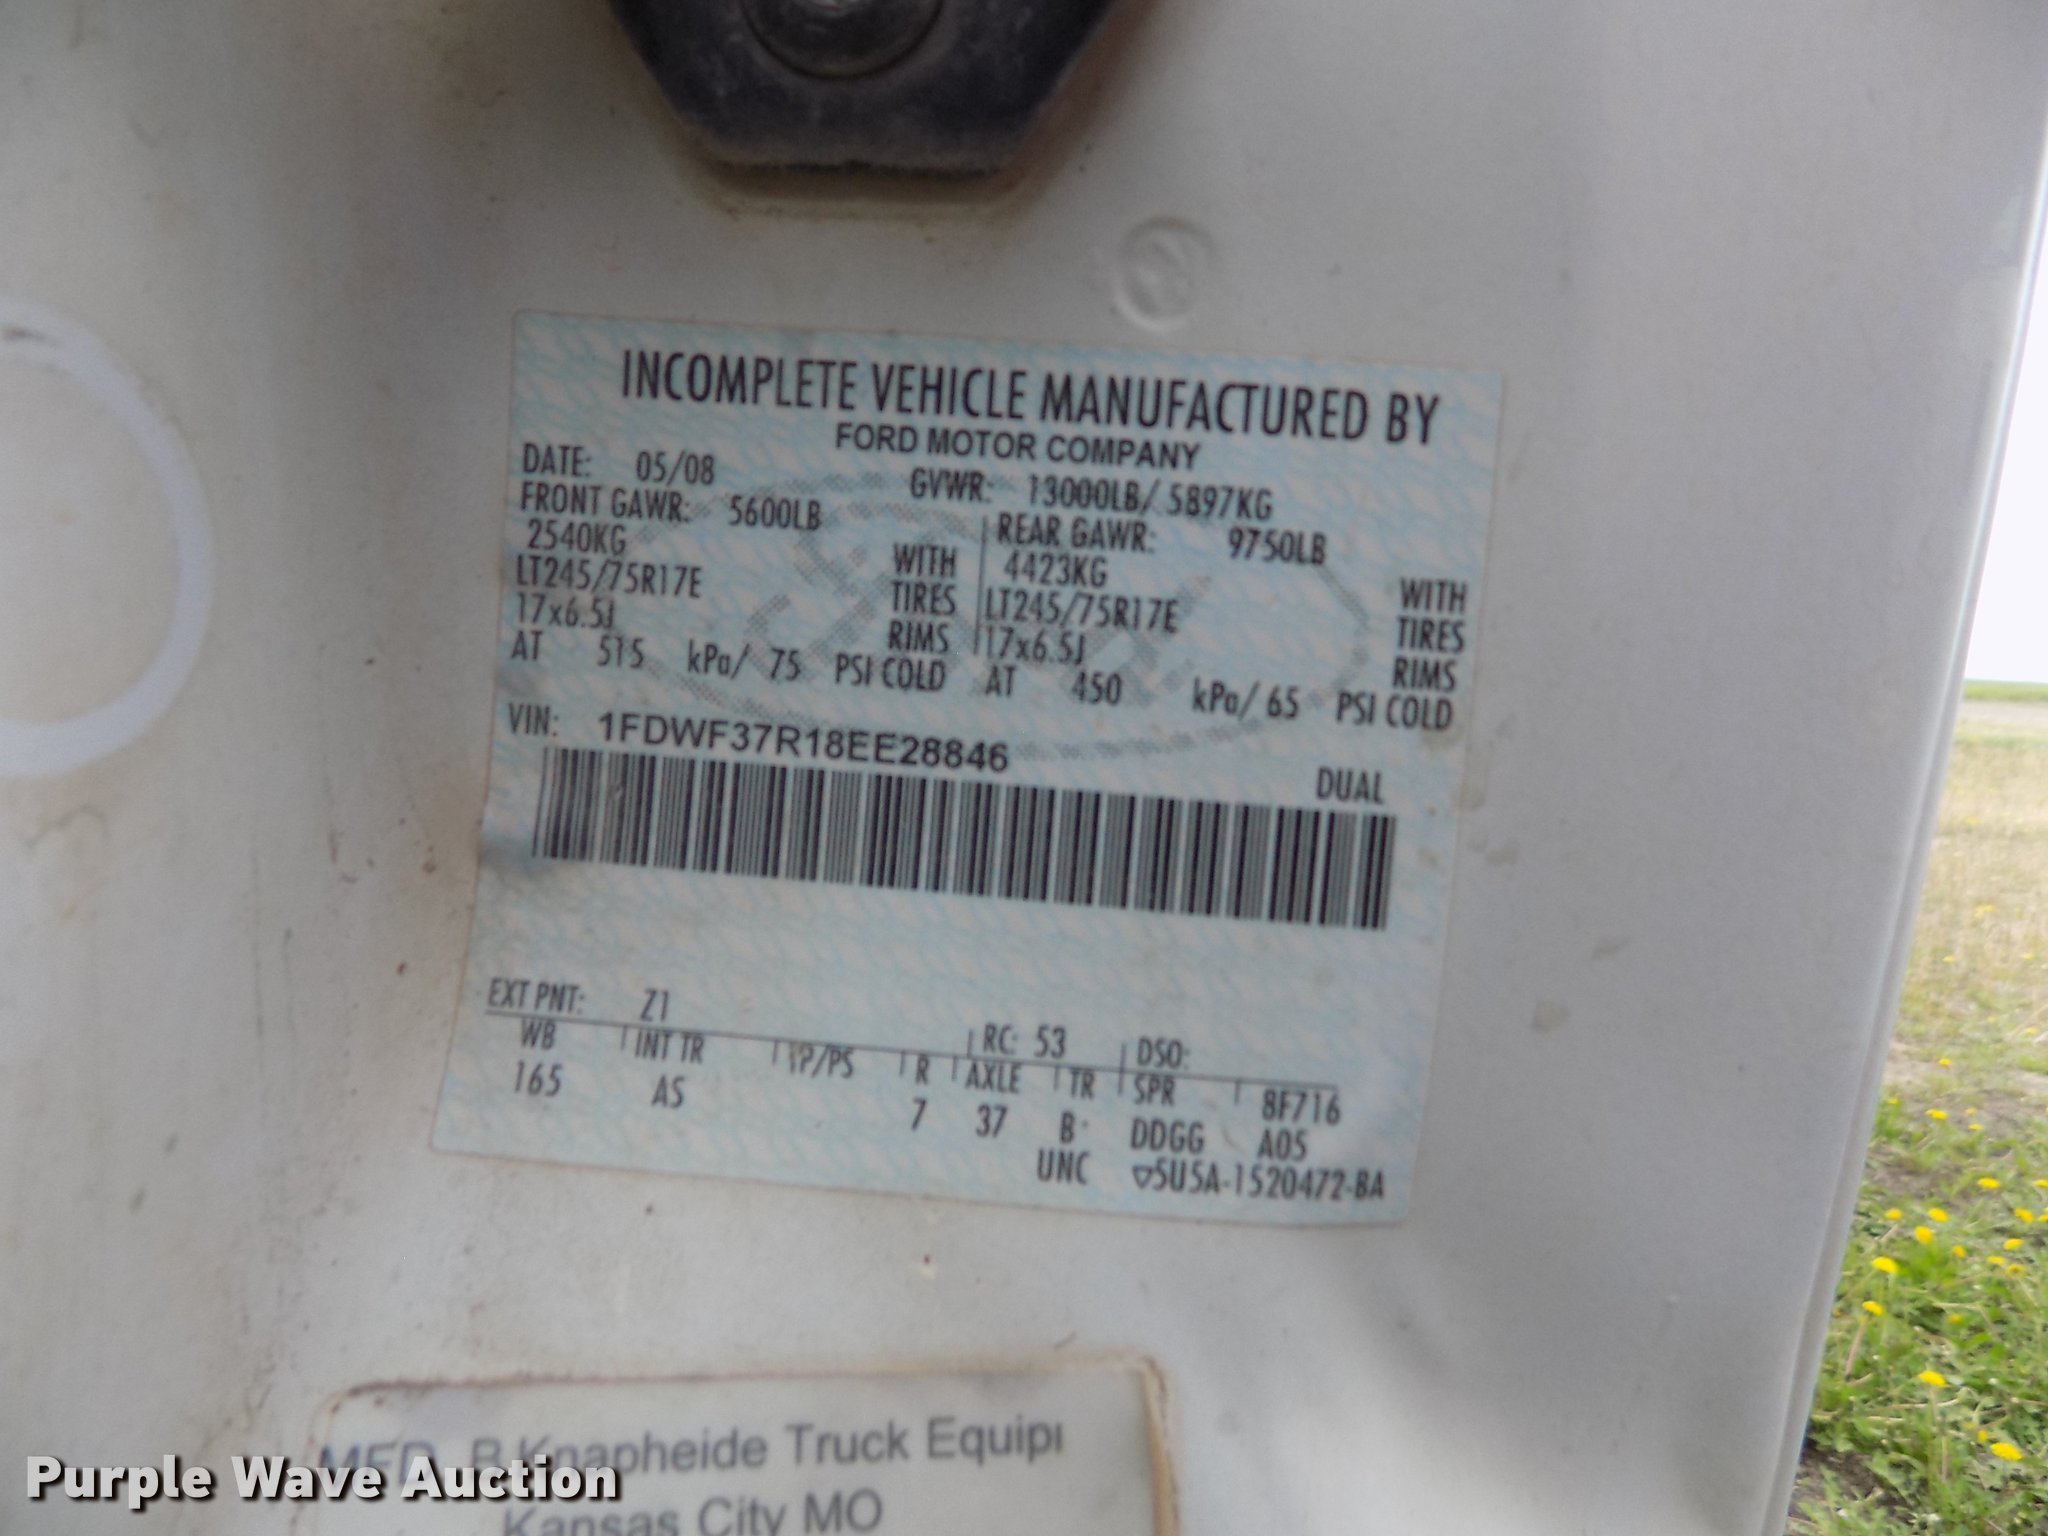 INCOMPLETE VEHICLE MANUFACTURED BY
FORD MOTOR COMPANY
DATE: 05/08 GVWR: 13000LB/ 5897KG
FRONT GAWR: 5600LB REAR GAWR: 9750LB
2540KG WITH 4423KG WITH
LT245/75R17E TIRES LT245/75R17E TIRES
17x6.5J RIMS 17x6.5J RIMS
AT 515 kPa/ 75 PSI COLD AT 450 kPa/ 65 PSI COLD
VIN: 1FDWF37R18EE28846
DUAL
EXT PNT: Z1 RC: 53 DSO:
WB INT TR TP/PS R AXLE TR SPR 8F716
165 AS 7 37 B DDGG A05
UNC ▽5U5A-1520472-BA
MFD. B Knapheide Truck Equip
Kansas City MO
Purple Wave Auction